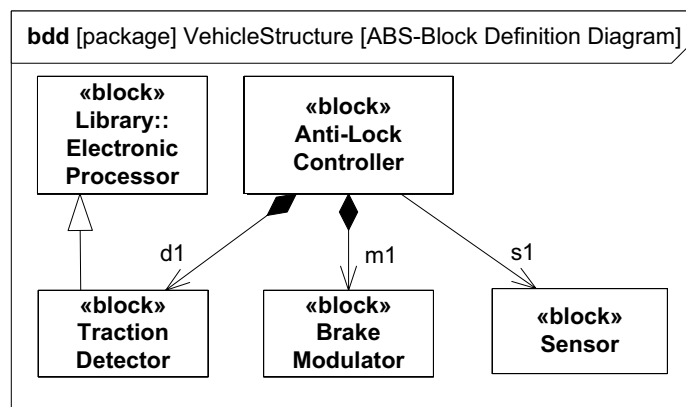 bdd [package] VehicleStructure [ABS-Block Definition Diagram]
«block»
Library::
Electronic
Processor
«block»
Anti-Lock
Controller
d1
m1
s1
«block»
Traction
Detector
«block»
Brake
Modulator
«block»
Sensor